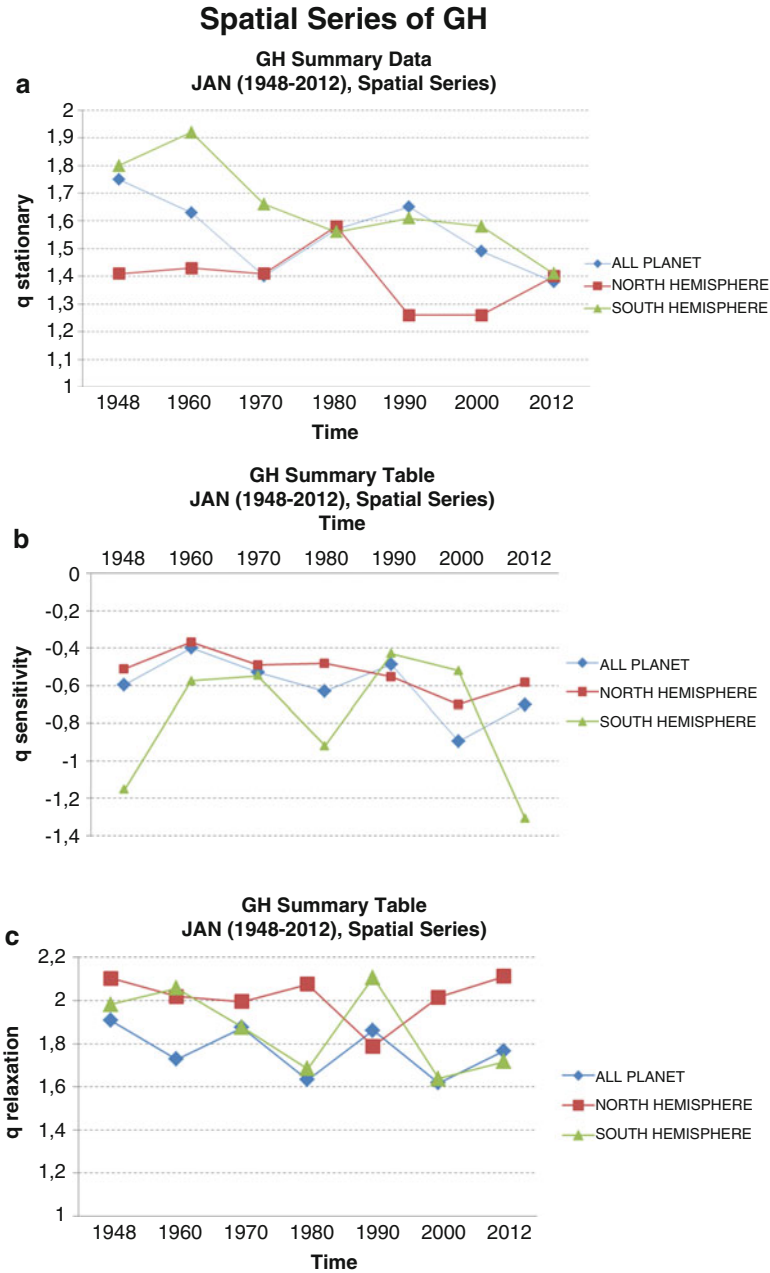 Spatial Series of GH
GH Summary Data
JAN (1948-2012), Spatial Series)
a
2
1,9
1,8
1,7
1,6
1,5
1,4
1,3
1,2
1,1
1
q stationary
1948 1960 1970 1980 1990 2000 2012
Time
ALL PLANET
NORTH HEMISPHERE
SOUTH HEMISPHERE
GH Summary Table
JAN (1948-2012), Spatial Series)
Time
b
1948 1960 1970 1980 1990 2000 2012
0
-0,2
-0,4
-0,6
-0,8
-1
-1,2
-1,4
q sensitivity
ALL PLANET
NORTH HEMISPHERE
SOUTH HEMISPHERE
GH Summary Table
JAN (1948-2012), Spatial Series)
c
2,2
2
1,8
1,6
1,4
1,2
1
q relaxation
1948 1960 1970 1980 1990 2000 2012
Time
ALL PLANET
NORTH HEMISPHERE
SOUTH HEMISPHERE